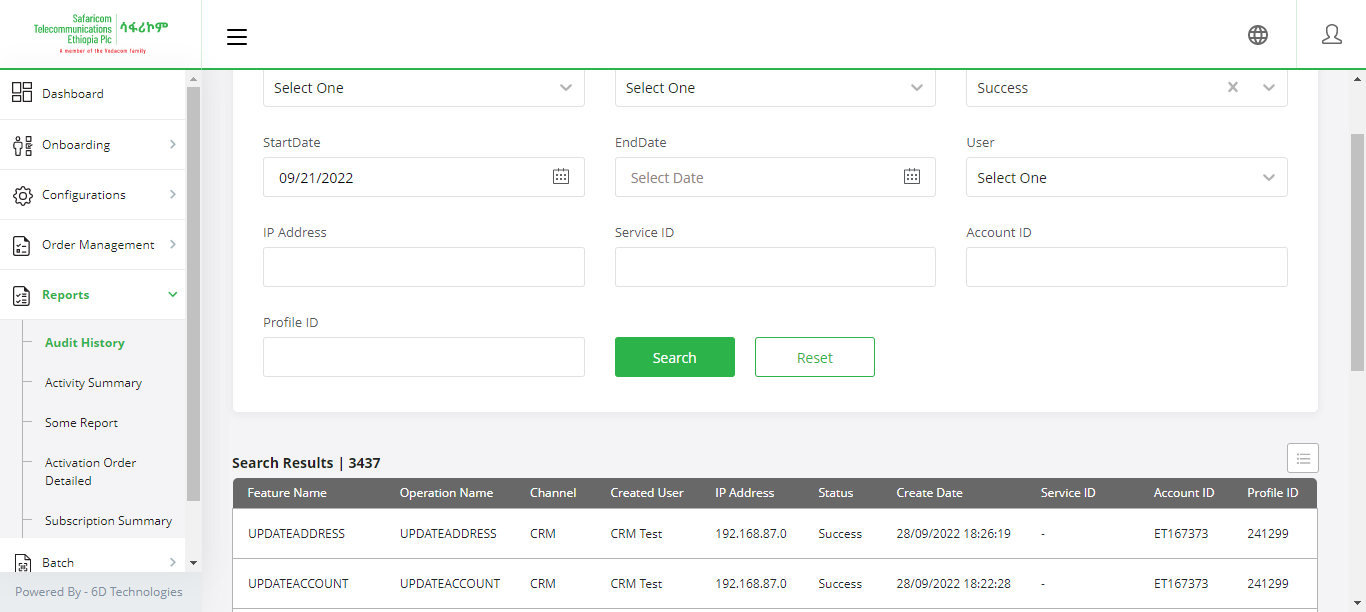 Safaricom
Telecommunications
Ethiopia Plc
ሳፋሪኮም
A member of the Vodacom family
Dashboard
Onboarding
Configurations
Order Management
Reports
Audit History
Activity Summary
Some Report
Activation Order
Detailed
Subscription Summary
Batch
Powered By - 6D Technologies
Select One Select One Success
StartDate EndDate User
09/21/2022 Select Date Select One
IP Address Service ID Account ID
Profile ID
Search Reset
Search Results | 3437
Feature Name Operation Name Channel Created User IP Address Status Create Date Service ID Account ID Profile ID
UPDATEADDRESS UPDATEADDRESS CRM CRM Test 192.168.87.0 Success 28/09/2022 18:26:19 - ET167373 241299
UPDATEACCOUNT UPDATEACCOUNT CRM CRM Test 192.168.87.0 Success 28/09/2022 18:22:28 - ET167373 241299